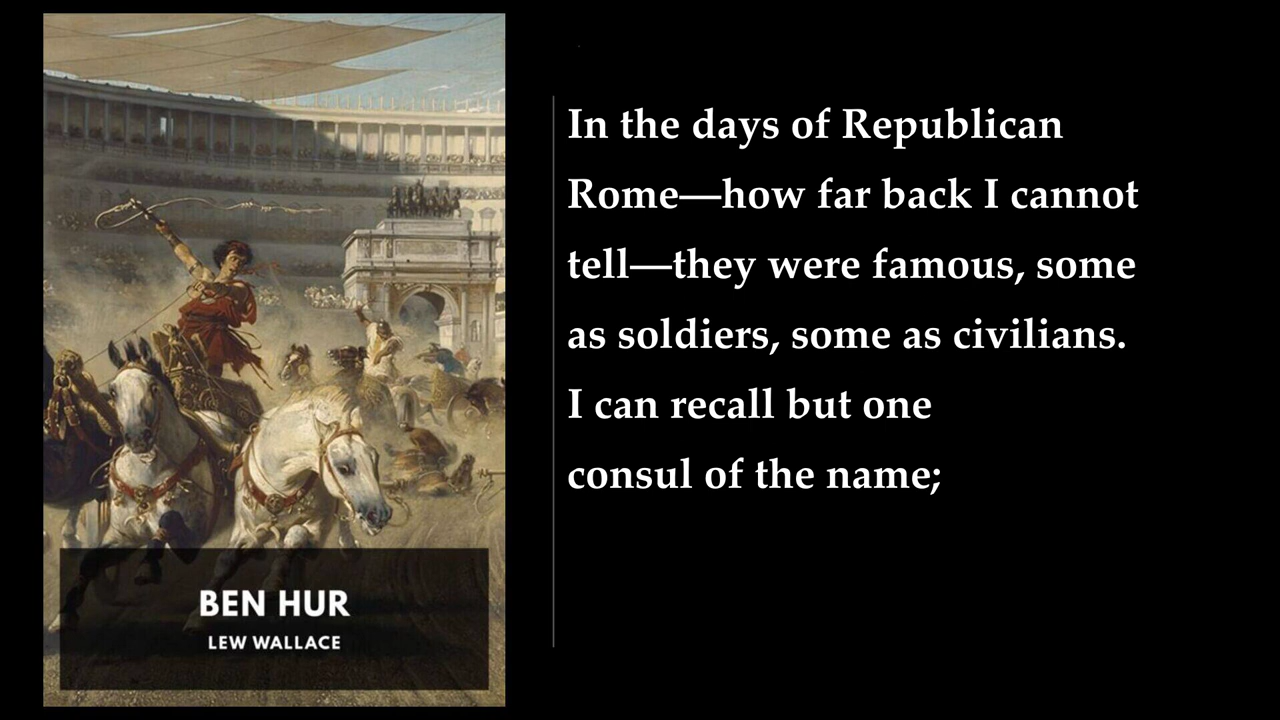 BEN HUR
LEW WALLACE
In the days of Republican
Rome—how far back I cannot
tell—they were famous, some
as soldiers, some as civilians.
I can recall but one
consul of the name;